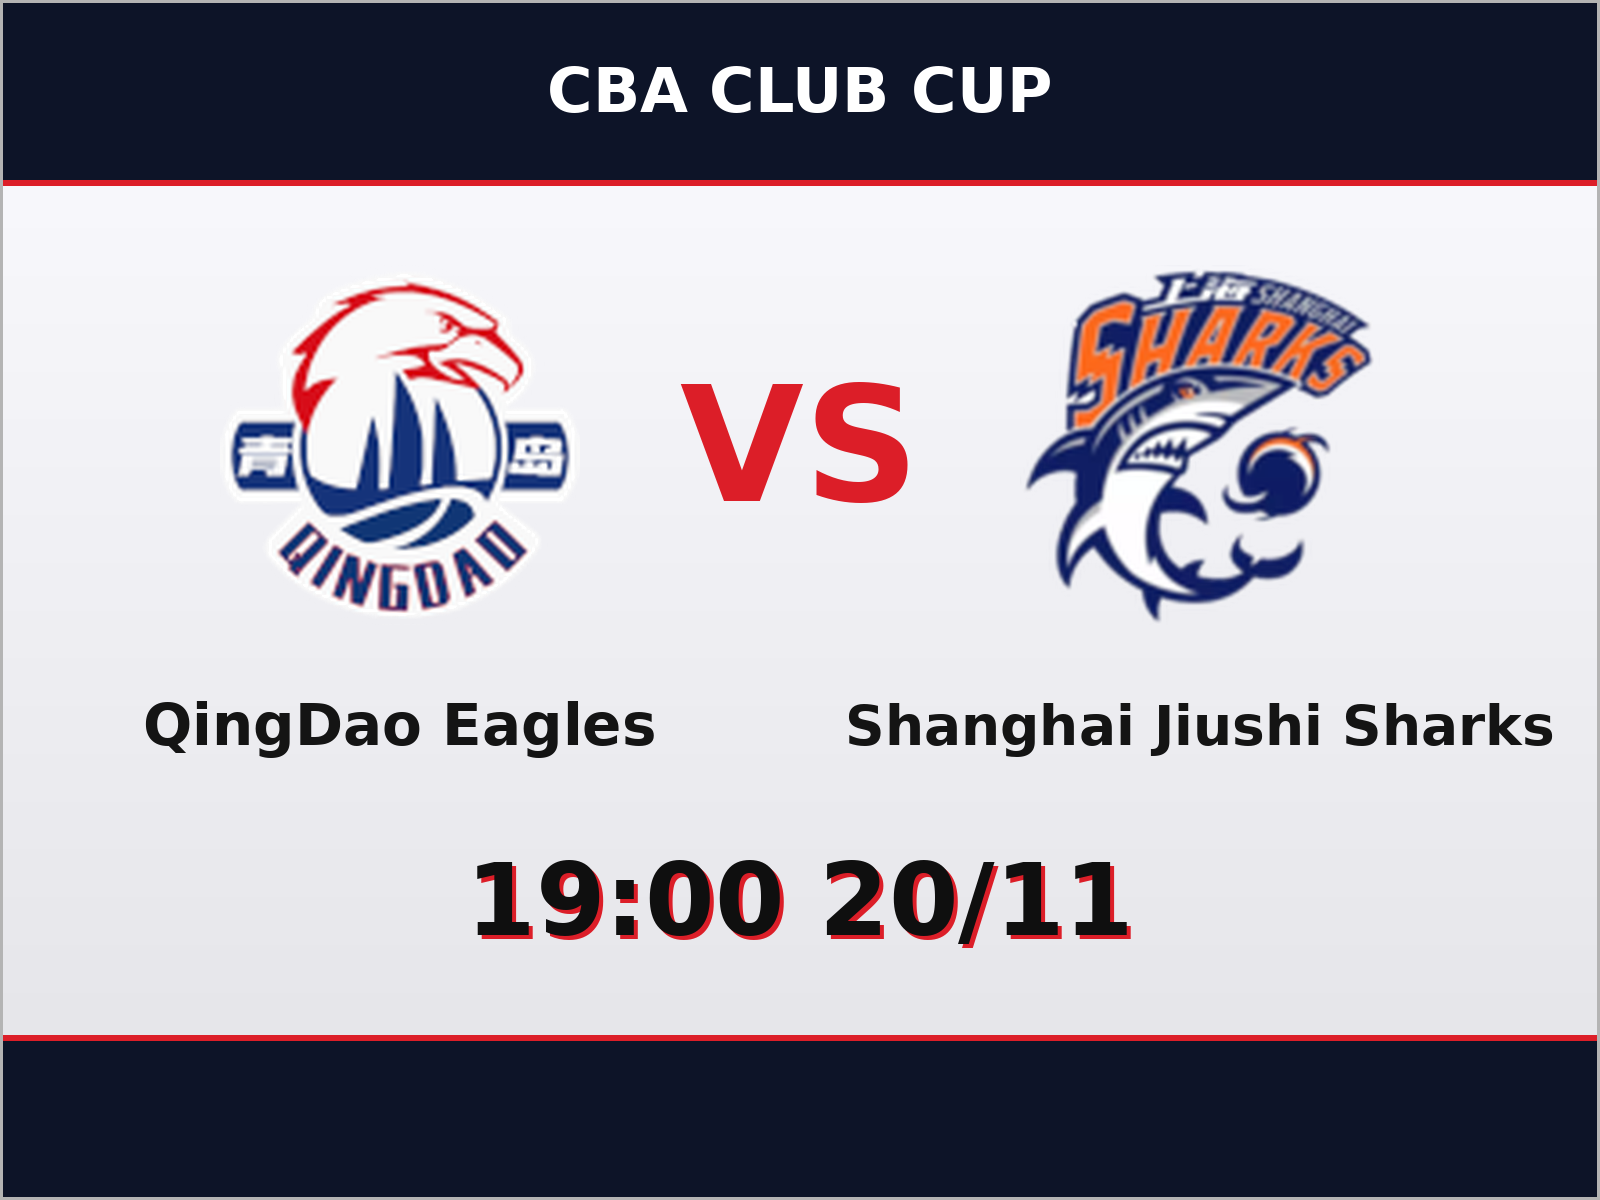 CBA CLUB CUP
上海 SHANGHAI
SHARKS
VS
青 岛
QINGDAO
QingDao Eagles
Shanghai Jiushi Sharks
19:00 20/11